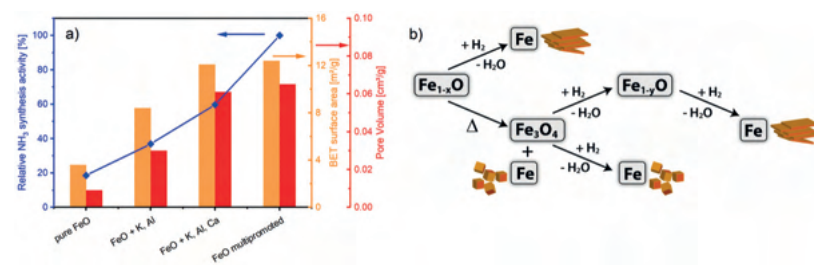 a)
Relative NH₃ synthesis activity [%]
100
80
60
40
20
0
pure FeO
FeO + K, Al
FeO + K, Al, Ca
FeO multipromoted
16
12
8
4
0
BET surface area [m²/g]
0.10
0.08
0.06
0.04
0.02
0.00
Pore Volume [cm³/g]
b)
+ H₂
Fe
- H₂O
Fe₁₋ₓO
+ H₂
Fe₁₋yO
+ H₂
- H₂O
- H₂O
Δ
Fe₃O₄
Fe
+
+ H₂
Fe
- H₂O
Fe